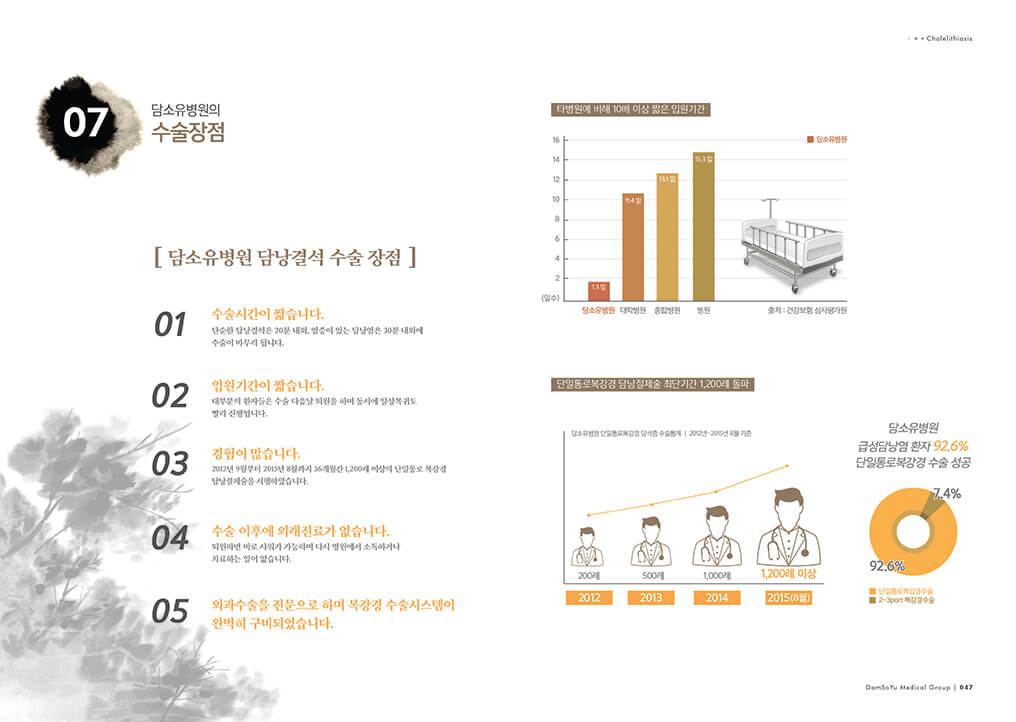 Cholelithiasis
07
담소유병원의
수술장점
[ 담소유병원 담낭결석 수술 장점 ]
01
수술시간이 짧습니다.
단순한 담낭결석은 20분 내외, 염증이 있는 담낭염은 30분 내외에
수술이 마무리 됩니다.
02
입원기간이 짧습니다.
대부분의 환자들은 수술 다음날 퇴원을 하며 동시에 일상복귀도
빨리 진행됩니다.
03
경험이 많습니다.
2012년 9월부터 2015년 8월까지 36개월간 1,200례 이상의 단일통로 복강경
담낭절제술을 시행하였습니다.
04
수술 이후에 외래진료가 없습니다.
퇴원하면 바로 샤워가 가능하며 다시 병원에서 소독하거나
치료하는 일이 없습니다.
05
외과수술을 전문으로 하며 복강경 수술시스템이
완벽히 구비되었습니다.
타병원에 비해 10배 이상 짧은 입원기간
담소유병원
16
14
12
10
8
6
4
2
(일수)
1.3 일
11.4 일
13.1 일
15.3 일
담소유병원 대학병원 종합병원 병원
출처 : 건강보험 심사평가원
단일통로복강경 담낭절제술 최단기간 1,200례 돌파
담소유병원 단일통로복강경 담석증 수술통계 | 2012년~2015년 8월 기준
200례 500례 1,000례 1,200례 이상
2012 2013 2014 2015(8월)
담소유병원
급성담낭염 환자 92.6%
단일통로복강경 수술 성공
7.4%
92.6%
단일통로복강경수술
2~3port 복강경수술
DamSoYu Medical Group | 047